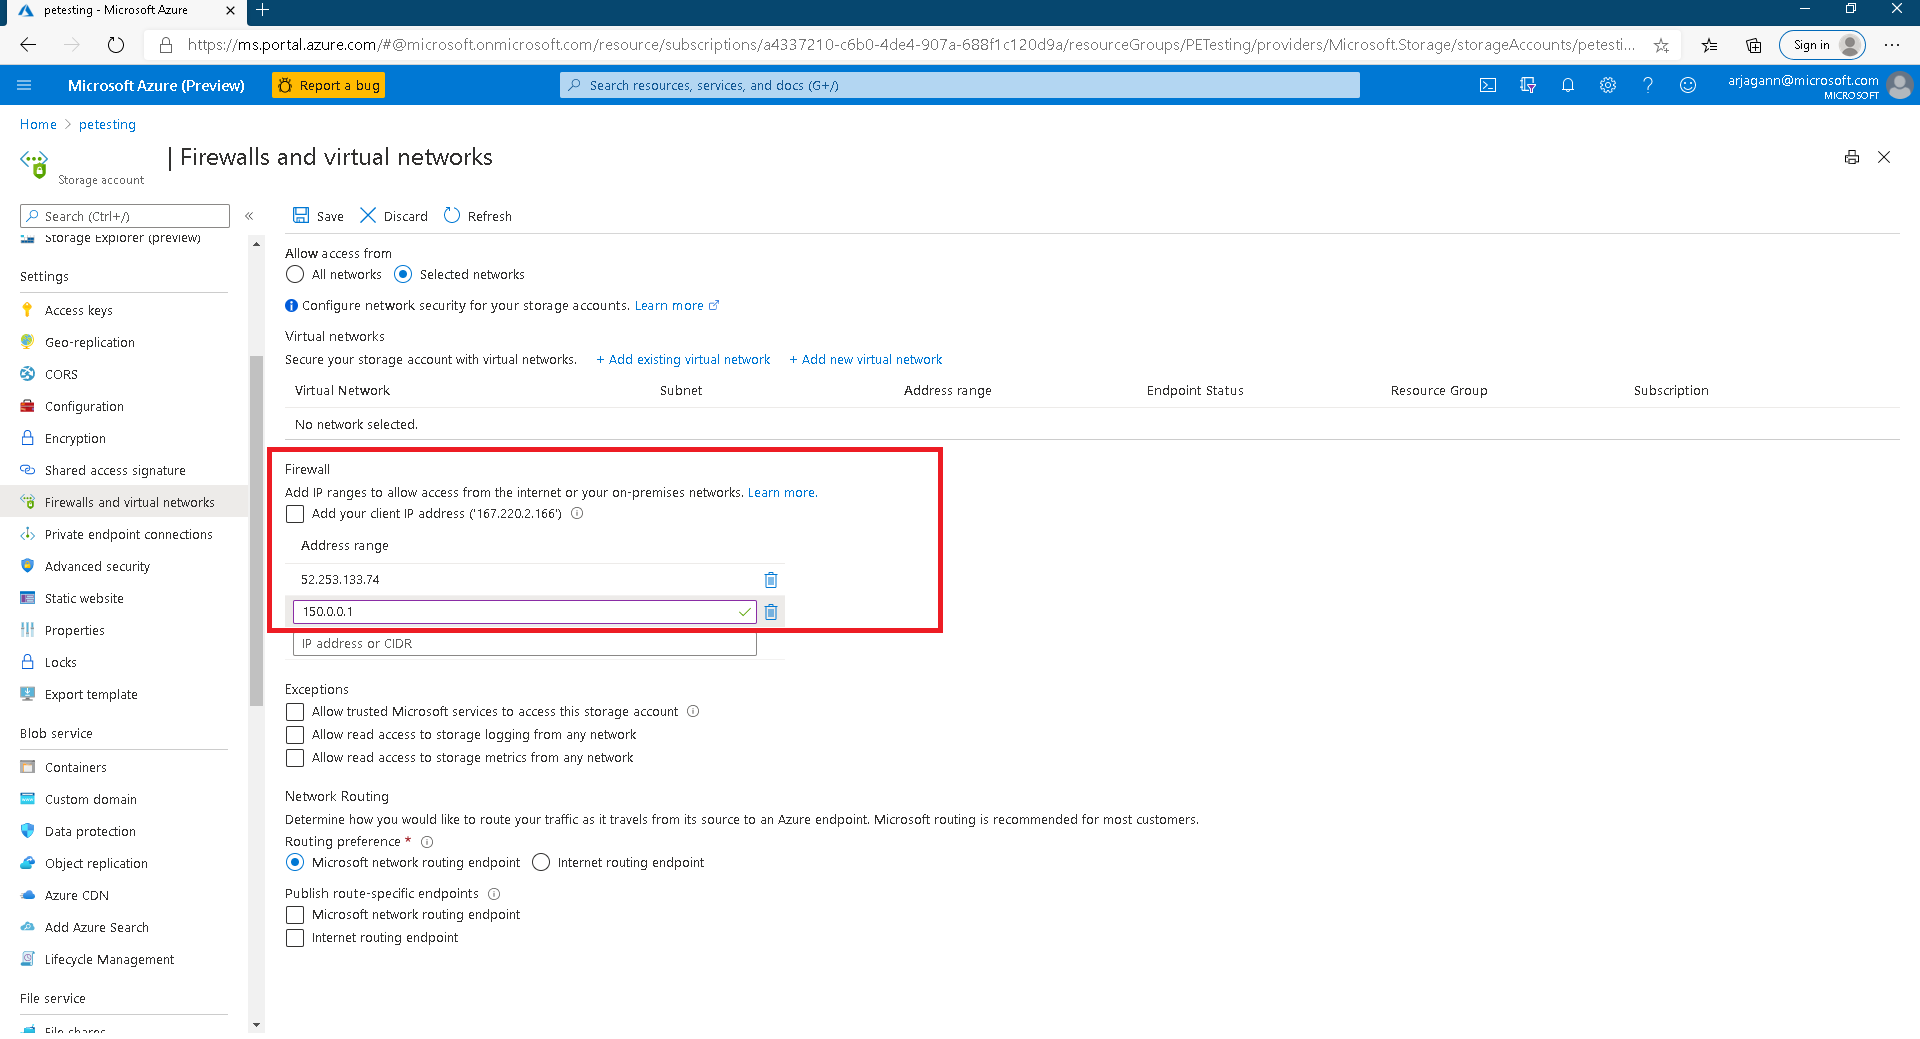 petesting - Microsoft Azure
https://ms.portal.azure.com/#@microsoft.onmicrosoft.com/resource/subscriptions/a4337210-c6b0-4de4-907a-688f1c120d9a/resourceGroups/PETesting/providers/Microsoft.Storage/storageAccounts/petesti...
Sign in
Microsoft Azure (Preview)
Report a bug
Search resources, services, and docs (G+/)
arjagann@microsoft.com
MICROSOFT
Home > petesting
| Firewalls and virtual networks
Storage account
Search (Ctrl+/)
«
Save
Discard
Refresh
Storage Explorer (preview)
Settings
Access keys
Geo-replication
CORS
Configuration
Encryption
Shared access signature
Firewalls and virtual networks
Private endpoint connections
Advanced security
Static website
Properties
Locks
Export template
Blob service
Containers
Custom domain
Data protection
Object replication
Azure CDN
Add Azure Search
Lifecycle Management
File service
File shares
Allow access from
All networks
Selected networks
Configure network security for your storage accounts. Learn more
Virtual networks
Secure your storage account with virtual networks. + Add existing virtual network + Add new virtual network
Virtual Network Subnet Address range Endpoint Status Resource Group Subscription
No network selected.
Firewall
Add IP ranges to allow access from the internet or your on-premises networks. Learn more.
Add your client IP address ('167.220.2.166')
Address range
52.253.133.74
150.0.0.1
IP address or CIDR
Exceptions
Allow trusted Microsoft services to access this storage account
Allow read access to storage logging from any network
Allow read access to storage metrics from any network
Network Routing
Determine how you would like to route your traffic as it travels from its source to an Azure endpoint. Microsoft routing is recommended for most customers.
Routing preference *
Microsoft network routing endpoint
Internet routing endpoint
Publish route-specific endpoints
Microsoft network routing endpoint
Internet routing endpoint